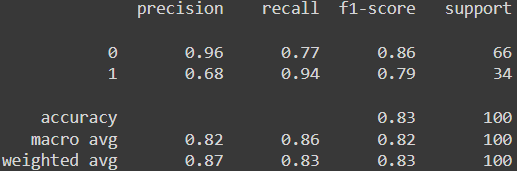 precision recall f1-score support
0 0.96 0.77 0.86 66
1 0.68 0.94 0.79 34
accuracy 0.83 100
macro avg 0.82 0.86 0.82 100
weighted avg 0.87 0.83 0.83 100